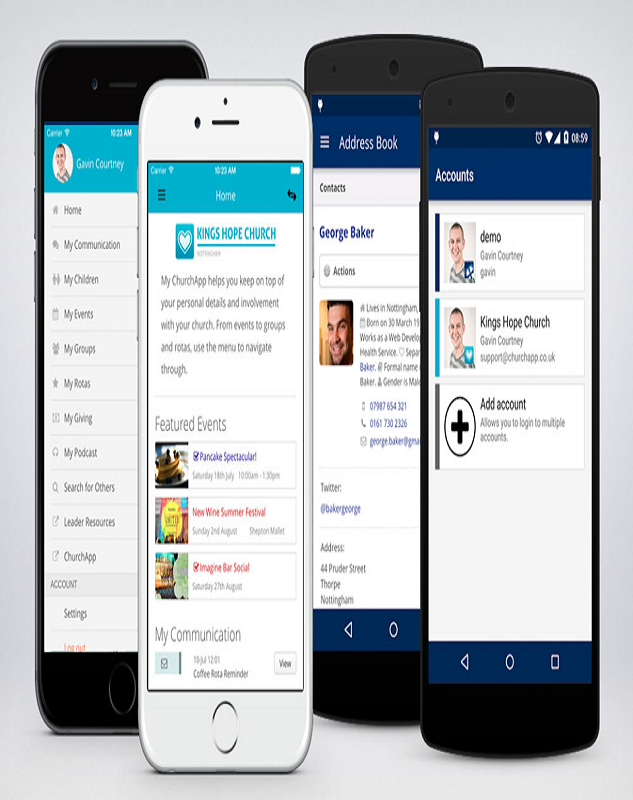 Carrier 10:23 AM
Gavin Courtney
Home
My Communication
My Children
My Events
My Groups
My Rotas
My Giving
My Podcast
Search for Others
Leader Resources
ChurchApp
ACCOUNT
Settings
Log out
Carrier 10:23 AM
Home
KINGS HOPE CHURCH
NOTTINGHAM
My ChurchApp helps you keep on top of
your personal details and involvement
with your church. From events to groups
and rotas, use the menu to navigate
through.
Featured Events
Pancake Spectacular!
Saturday 18th July 10:00am - 1:30pm
New Wine Summer Festival
Sunday 2nd August Shepton Mallet
Imagine Bar Social
Saturday 27th August
My Communication
10-Jul 12:01
Coffee Rota Reminder
View
Address Book
Contacts
George Baker
Actions
Lives in Nottingham,
Born on 30 March 19
Works as a Web Develo
Health Service. Separ
Baker. Formal name
Baker. Gender is Male
07987 654 321
0161 730 2326
george.baker@gma
Twitter:
@bakergeorge
Address:
44 Pruder Street
Thorpe
Nottingham
08:59
Accounts
demo
Gavin Courtney
gavin
Kings Hope Church
Gavin Courtney
support@churchapp.co.uk
Add account
Allows you to login to multiple
accounts.